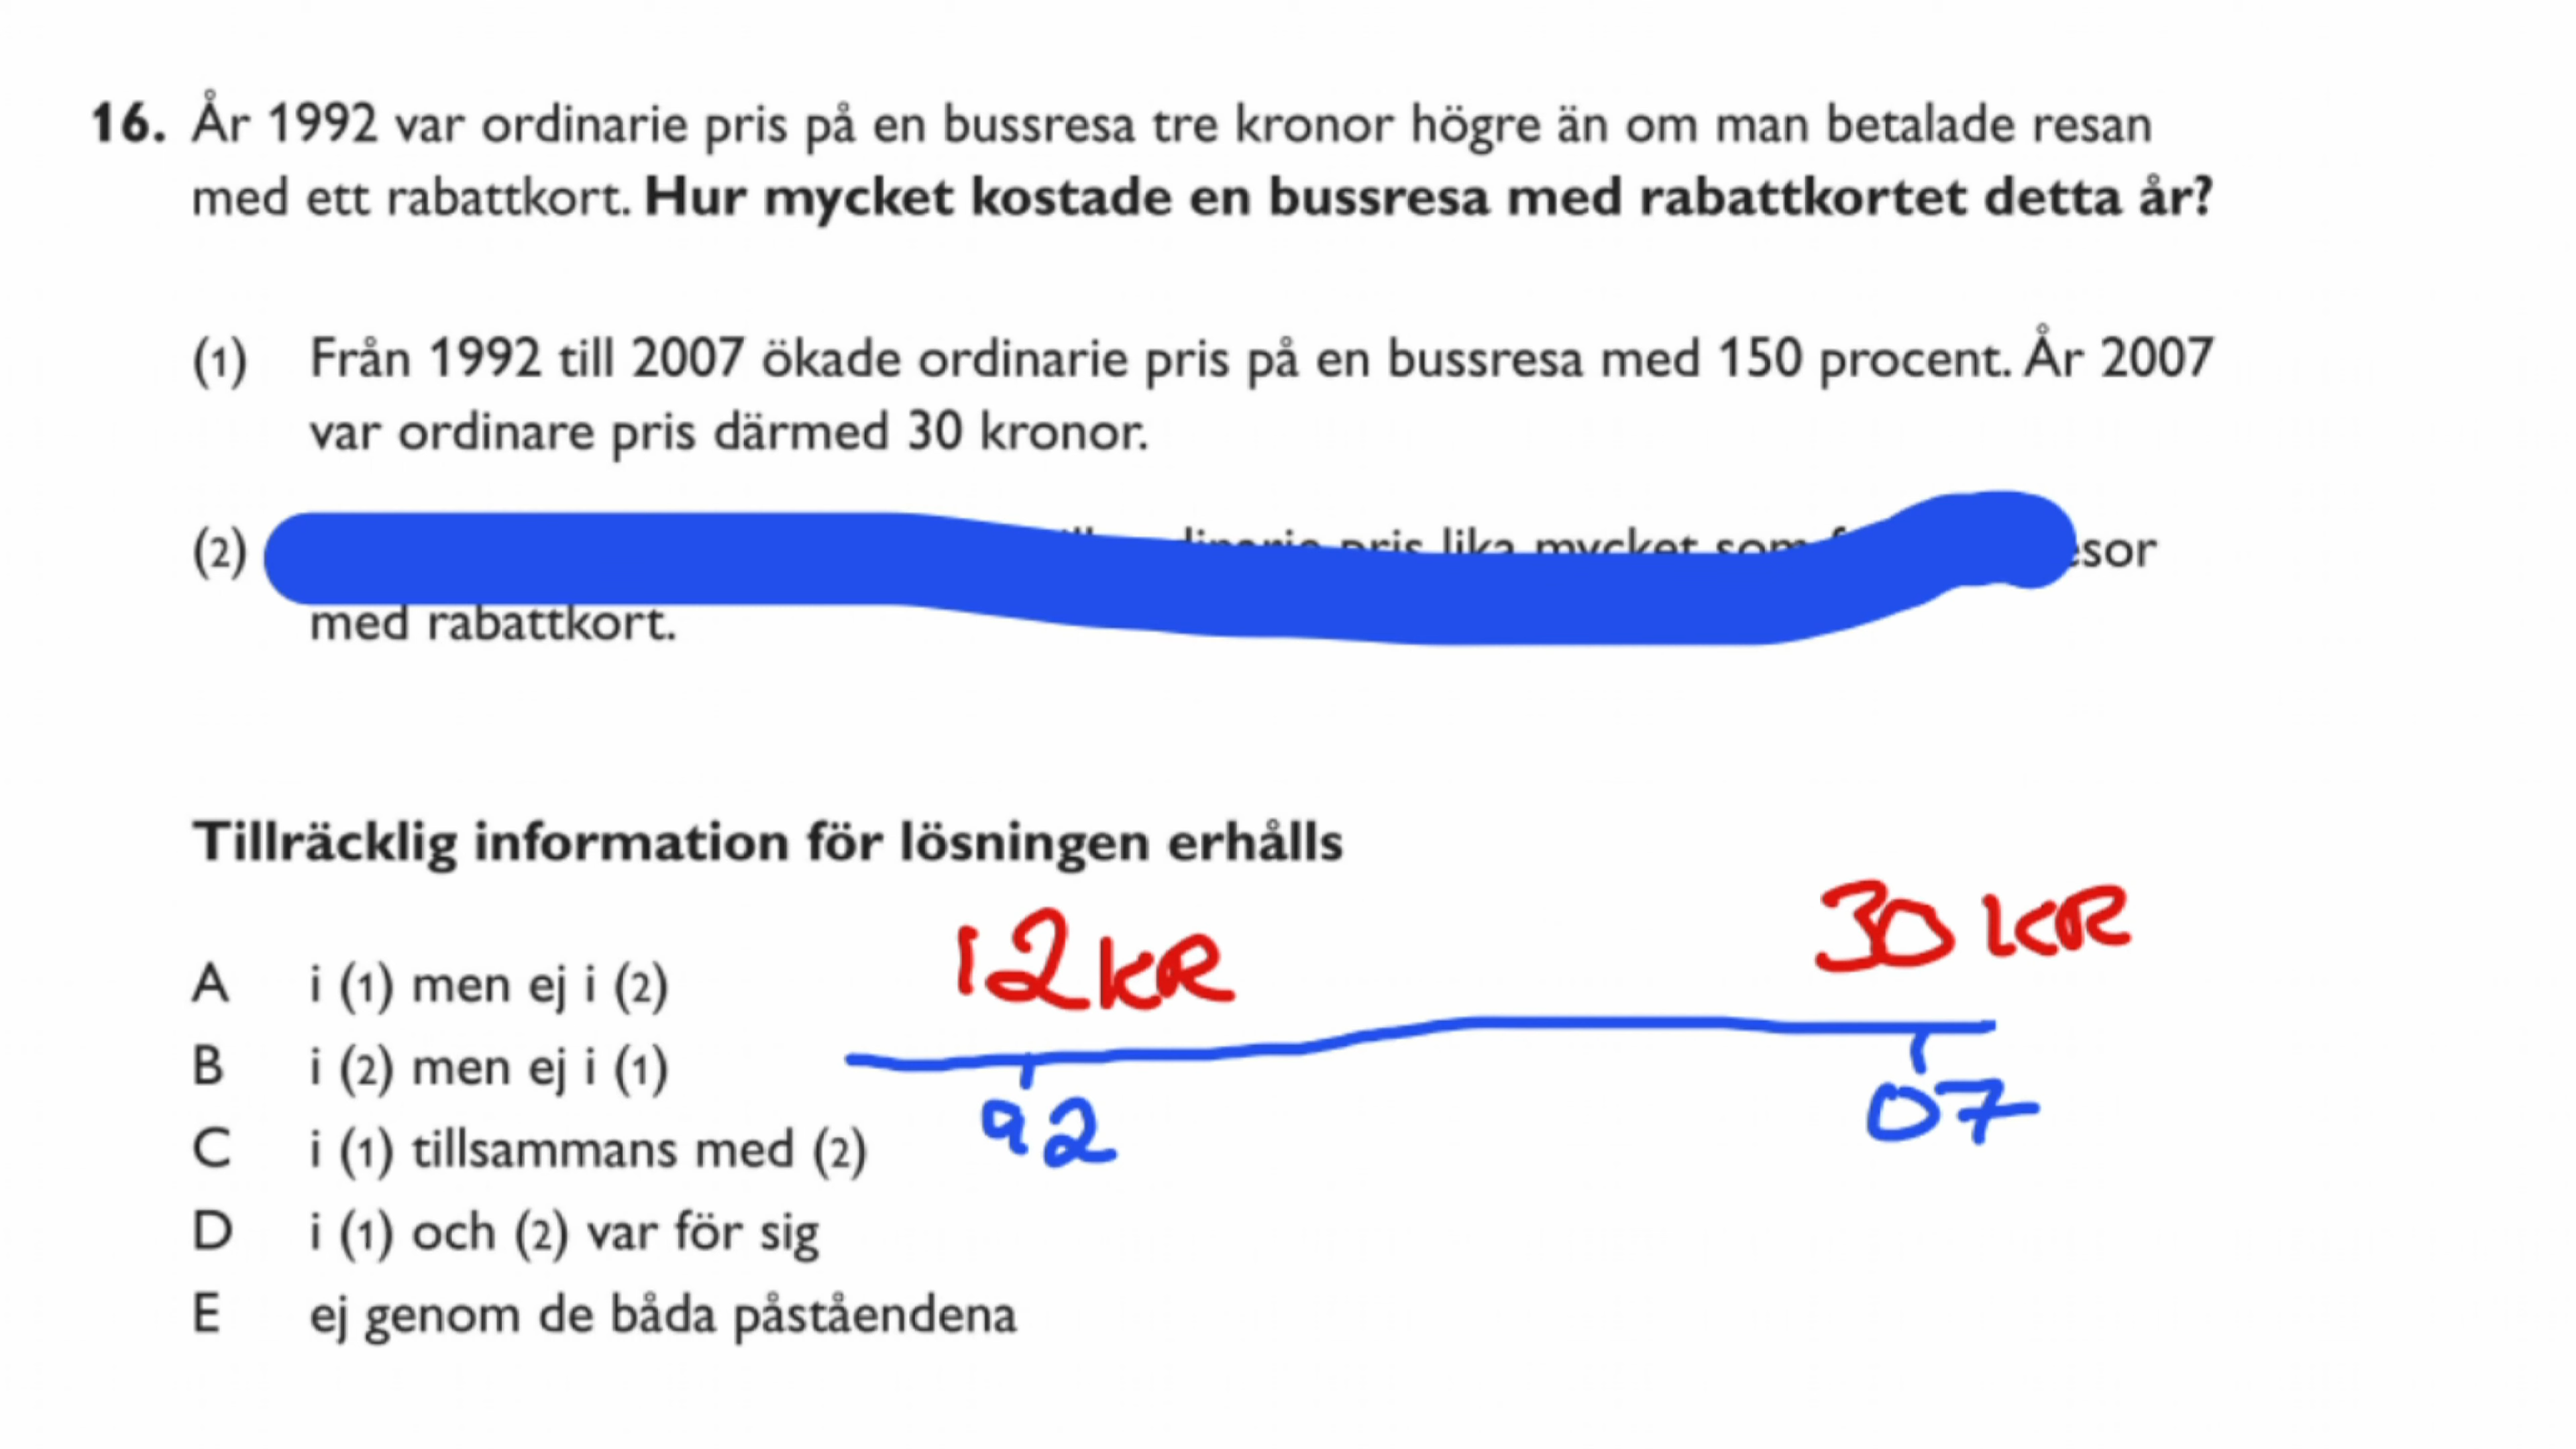 16. År 1992 var ordinarie pris på en bussresa tre kronor högre än om man betalade resan
med ett rabattkort. Hur mycket kostade en bussresa med rabattkortet detta år?
(1) Från 1992 till 2007 ökade ordinarie pris på en bussresa med 150 procent. År 2007
var ordinare pris därmed 30 kronor.
(2) pris lika mycket som
med rabattkort.
Tillräcklig information för lösningen erhålls
A i (1) men ej i (2)
B i (2) men ej i (1)
C i (1) tillsammans med (2)
D i (1) och (2) var för sig
E ej genom de båda påståendena
12KR
30KR
92
07